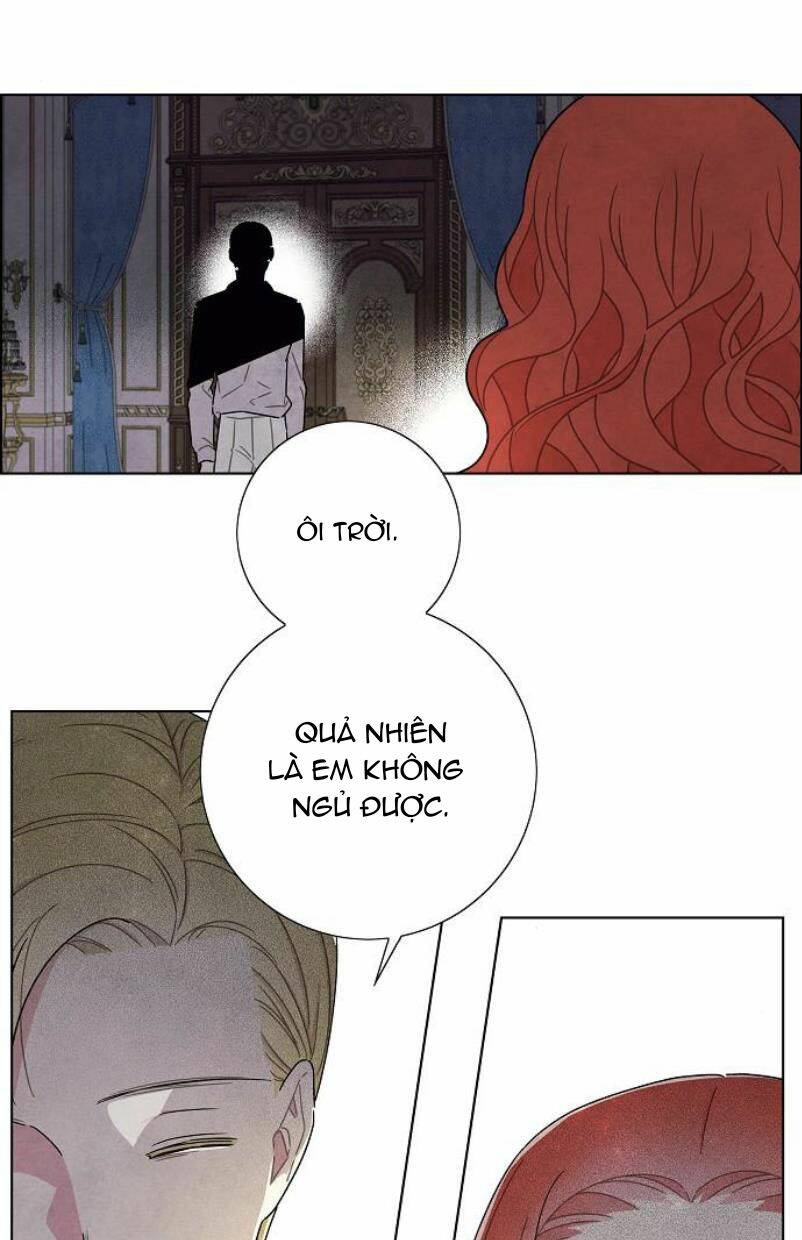 ÔI TRỜI.
QUẢ NHIÊN
LÀ EM KHÔNG
NGỦ ĐƯỢC.